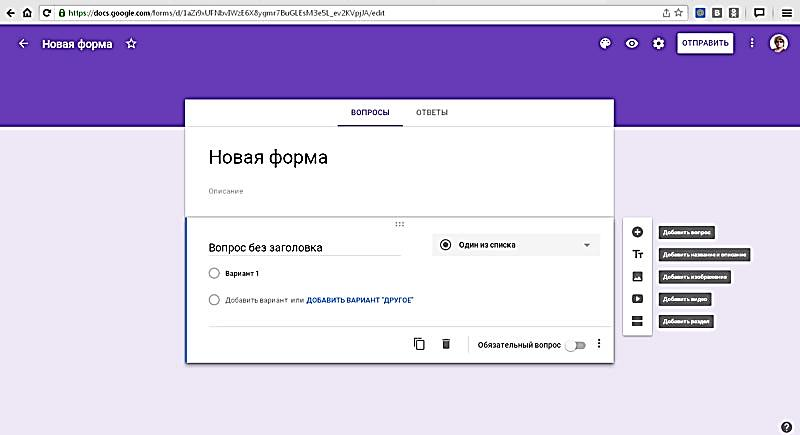 https://docs.google.com/forms/d/1aZi9xUFNbvlWzE6X8ygmr7BuGLEsM3e5L_ev2KVpjJA/edit
Новая форма
ОТПРАВИТЬ
ВОПРОСЫ ОТВЕТЫ
Новая форма
Описание
Вопрос без заголовка
Один из списка
Вариант 1
Добавить вариант или ДОБАВИТЬ ВАРИАНТ "ДРУГОЕ"
Обязательный вопрос
Добавить вопрос
Тт
Добавить название и описание
Добавить изображение
Добавить видео
Добавить раздел